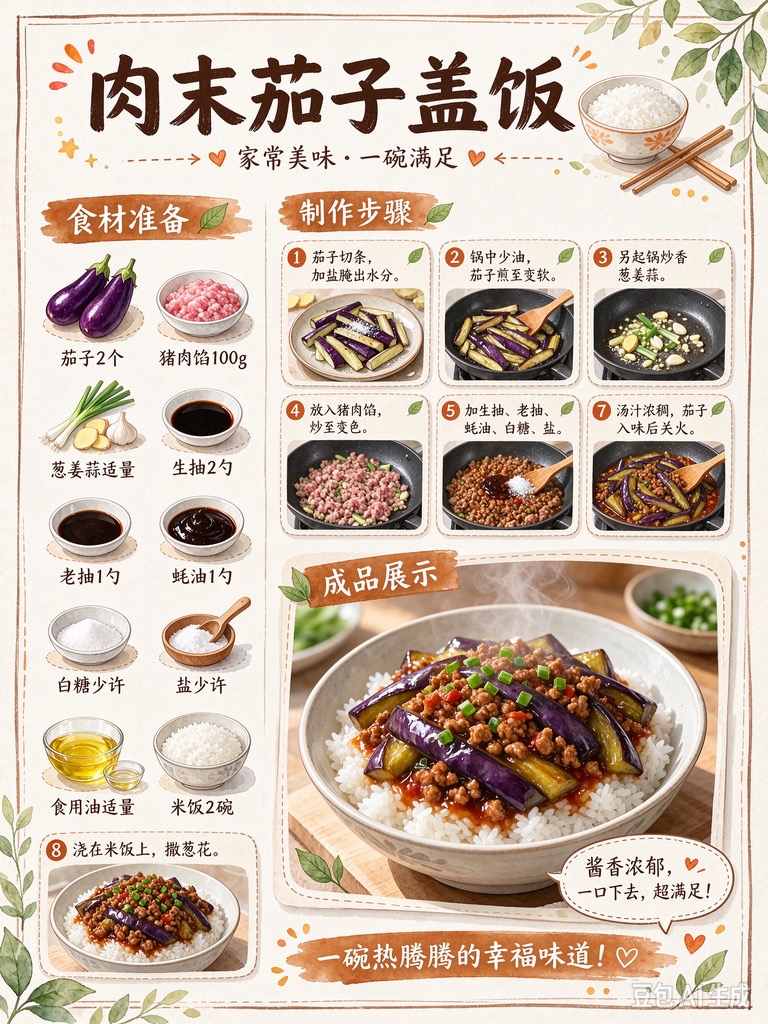 肉末茄子盖饭
家常美味·一碗满足
食材准备
茄子2个
猪肉馅100g
葱姜蒜适量
生抽2勺
老抽1勺
蚝油1勺
白糖少许
盐少许
食用油适量
米饭2碗
制作步骤
1 茄子切条，
加盐腌出水分。
2 锅中少油，
茄子煎至变软。
3 另起锅炒香
葱姜蒜。
4 放入猪肉馅，
炒至变色。
5 加生抽、老抽、
蚝油、白糖、盐。
7 汤汁浓稠，茄子
入味后关火。
8 浇在米饭上，撒葱花。
成品展示
酱香浓郁，
一口下去，超满足！
一碗热腾腾的幸福味道！
豆包AI生成